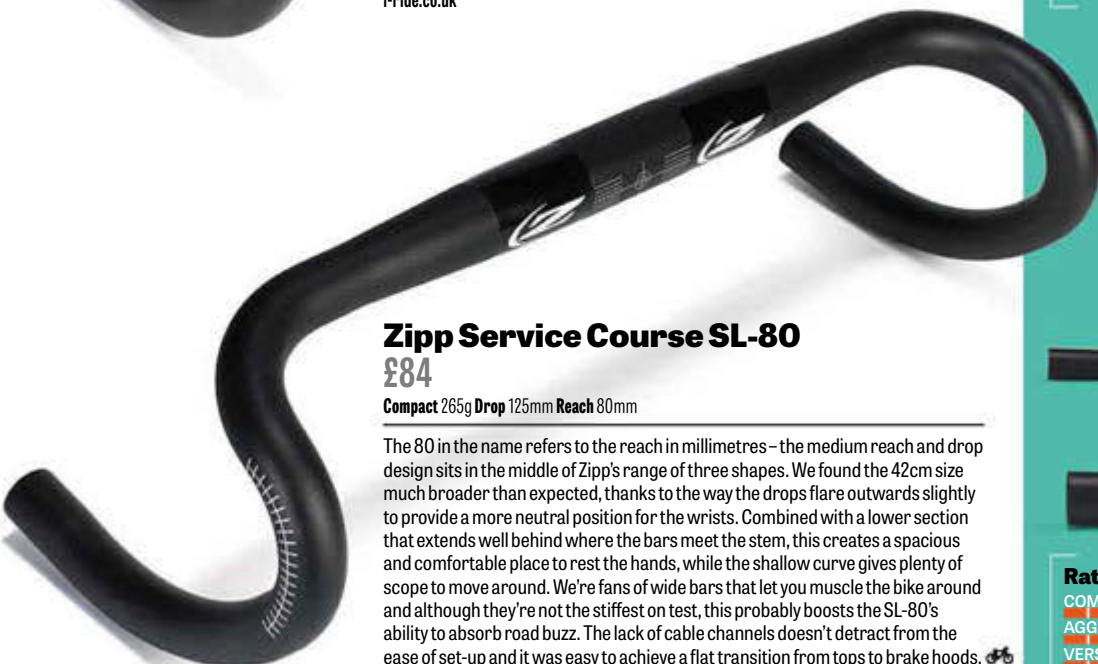 i-ride.co.uk
Zipp Service Course SL-80
£84
Compact 265g Drop 125mm Reach 80mm
The 80 in the name refers to the reach in milletres – the medium reach and drop
design sits in the middle of Zipp's range of three shapes. We found the 42cm size
much broader than expected, thanks to the way the drops flare outwards slightly
to provide a more neutral position for the wrists. Combined with a lower section
that extends well behind where the bars meet the stem, this creates a spacious
and comfortable place to rest the hands, while the shallow curve gives plenty of
scope to move around. We're fans of wide bars that let you muscle the bike around
and although they're not the stiffest on test, this probably boosts the SL-80's
ability to absorb road buzz. The lack of cable channels doesn't detract from the
ease of set-up and it was easy to achieve a flat transition from tops to brake hoods.
Rat
COM
AGG
VERS